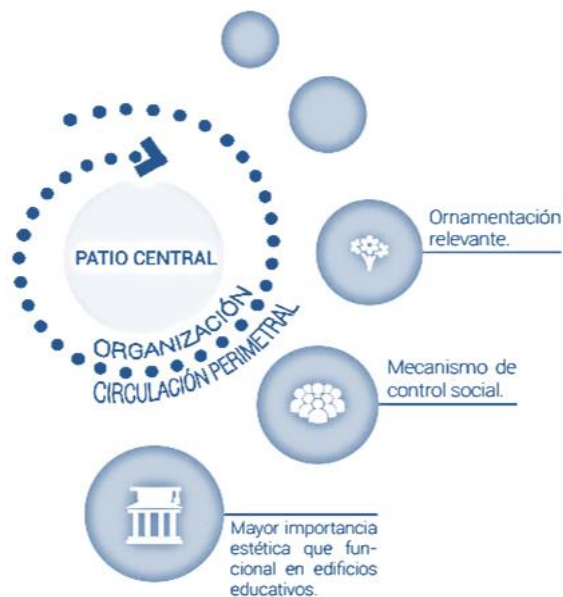 PATIO CENTRAL
ORGANIZACIÓN
CIRCULACIÓN PERIMETRAL
Ornamentación
relevante.
Mecanismo de
control social.
Mayor importancia
estética que fun-
cional en edificios
educativos.